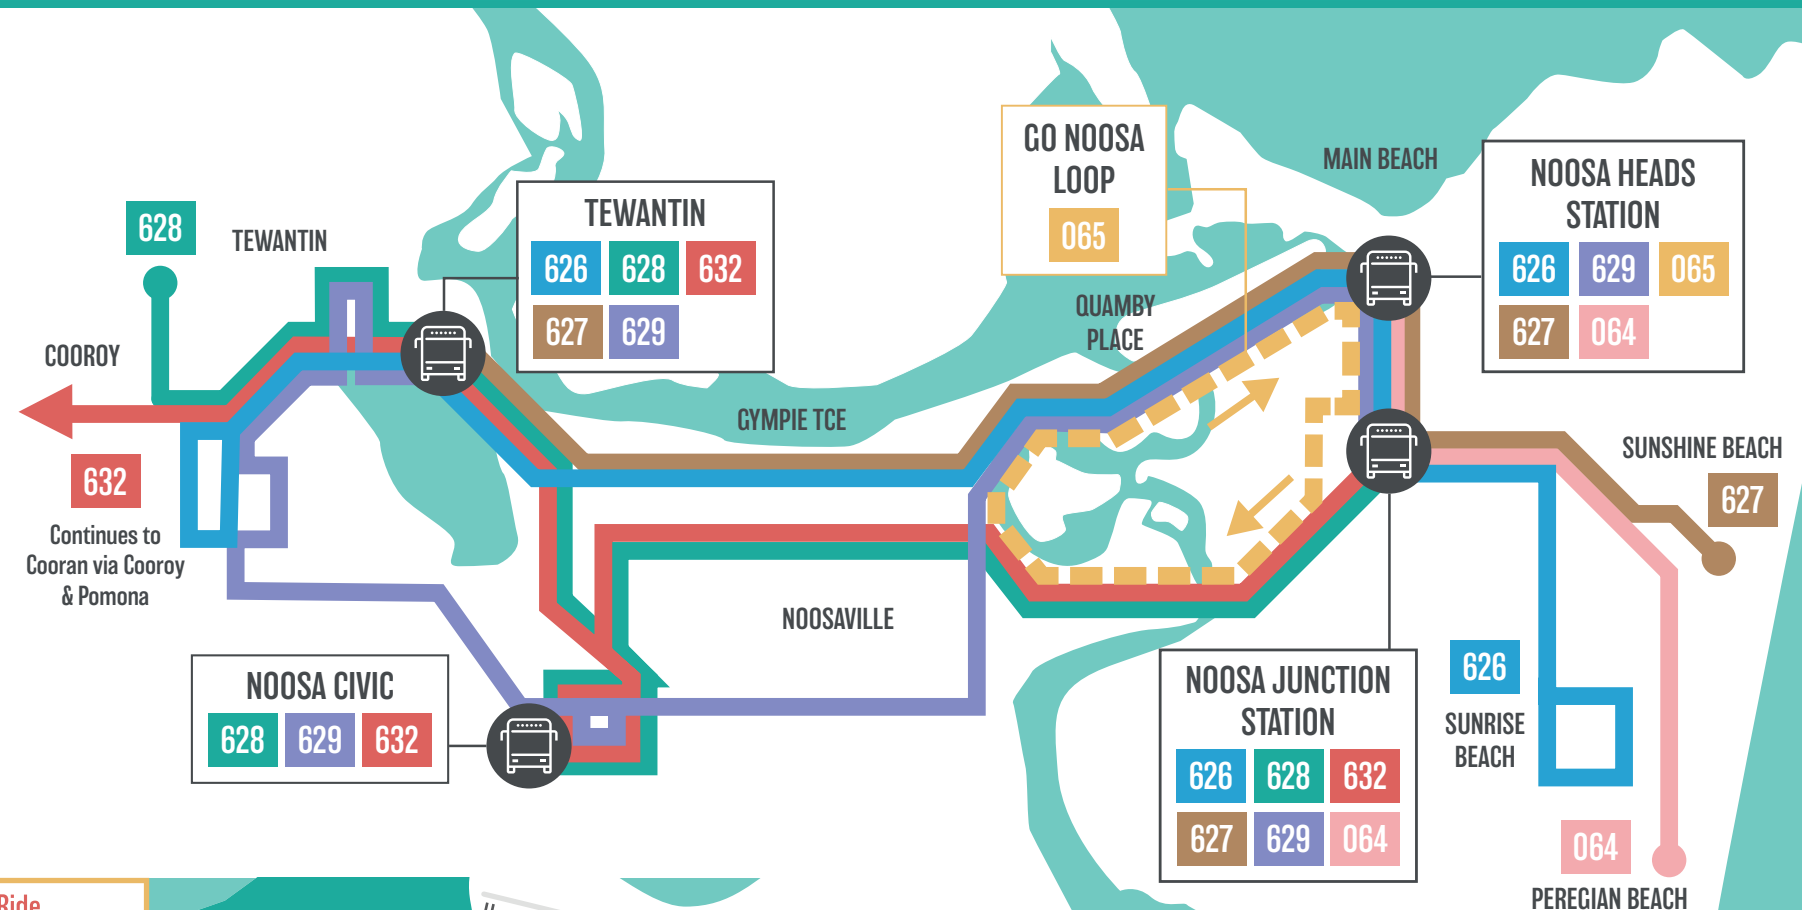 628
TEWANTIN
COOROY
632
Continues to
Cooran via Cooroy
& Pomona
TEWANTIN
626 628 632
627 629
GYMPIE TCE
GO NOOSA
LOOP
065
QUAMBY
PLACE
MAIN BEACH
NOOSA HEADS
STATION
626 629 065
627 064
SUNSHINE BEACH
627
NOOSAVILLE
NOOSA CIVIC
628 629 632
NOOSA JUNCTION
STATION
626 628 632
627 629 064
626
SUNRISE
BEACH
064
PEREGIAN BEACH
Ride